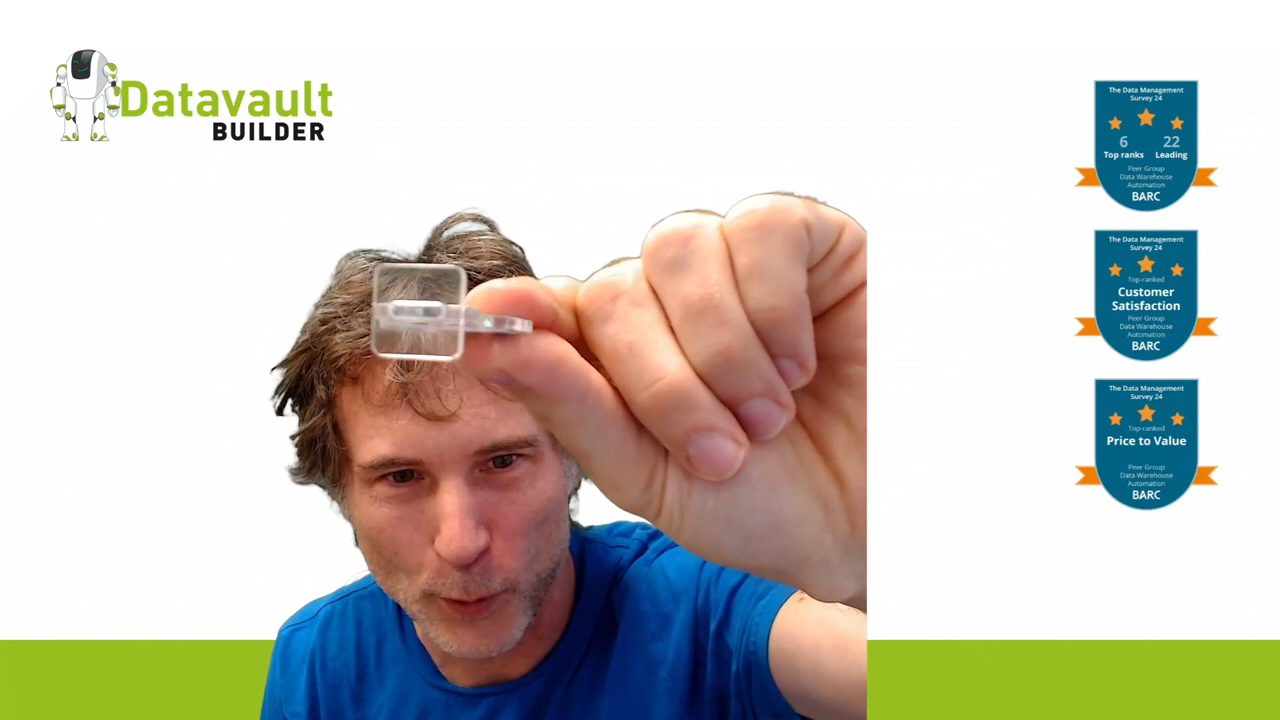 Datavault
BUILDER
The Data Management
Survey 24
6
22
Top ranks
Leading
Peer Group
Data Warehouse
Automation
BARC
The Data Management
Survey 24
Top-ranked
Customer
Satisfaction
Peer Group
Data Warehouse
Automation
BARC
The Data Management
Survey 24
Top-ranked
Price to Value
Peer Group
Data Warehouse
Automation
BARC